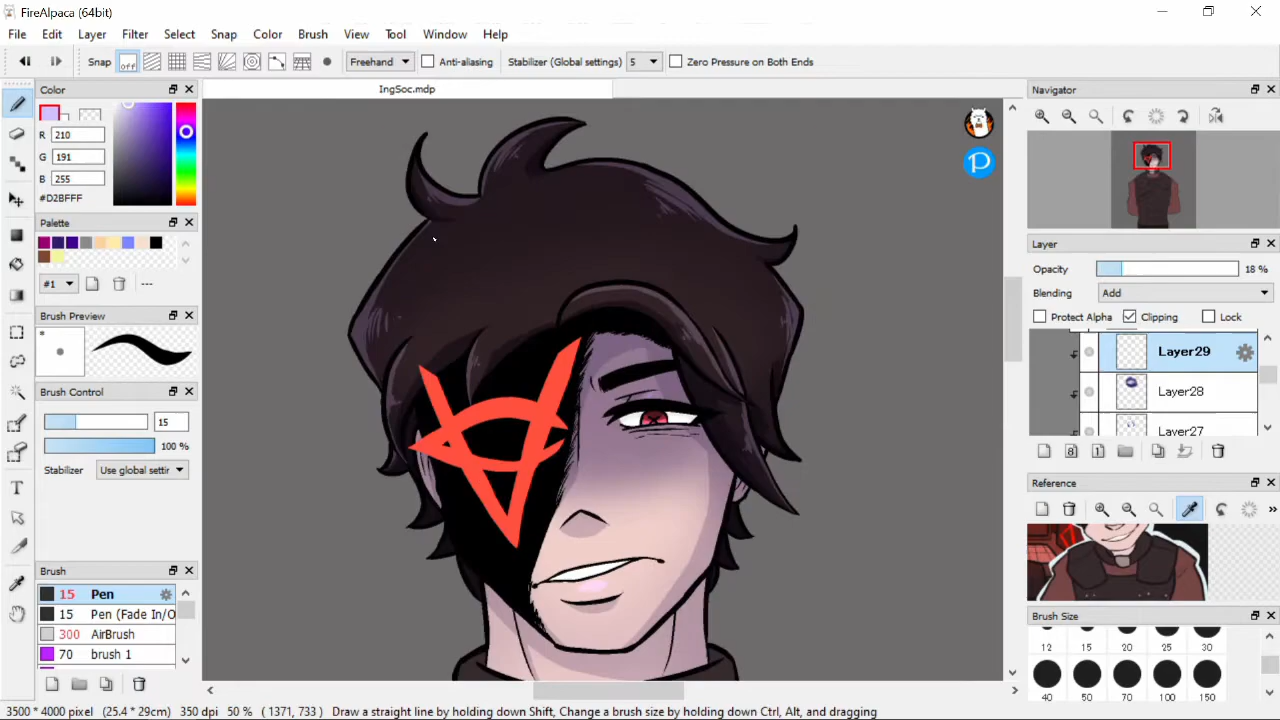 FireAlpaca (64bit)
File Edit Layer Filter Select Snap Color Brush View Tool Window Help
Snap off Freehand Anti-aliasing Stabilizer (Global settings) 5 Zero Pressure on Both Ends
Color
R 210
G 191
B 255
#D2BFFF
Palette
#1 ---
Brush Preview
*
Brush Control
15
100 %
Stabilizer Use global settir
Brush
15 Pen
15 Pen (Fade In/O
300 AirBrush
70 brush 1
IngSoc.mdp
P
Navigator
Layer
Opacity 18 %
Blending Add
Protect Alpha Clipping Lock
Layer29
Layer28
Layer27
8 1
Reference
Brush Size
12 15 20 25 30
40 50 70 100 150
3500 * 4000 pixel (25.4 * 29cm) 350 dpi 50 % ( 1371, 733 ) Draw a straight line by holding down Shift, Change a brush size by holding down Ctrl, Alt, and dragging